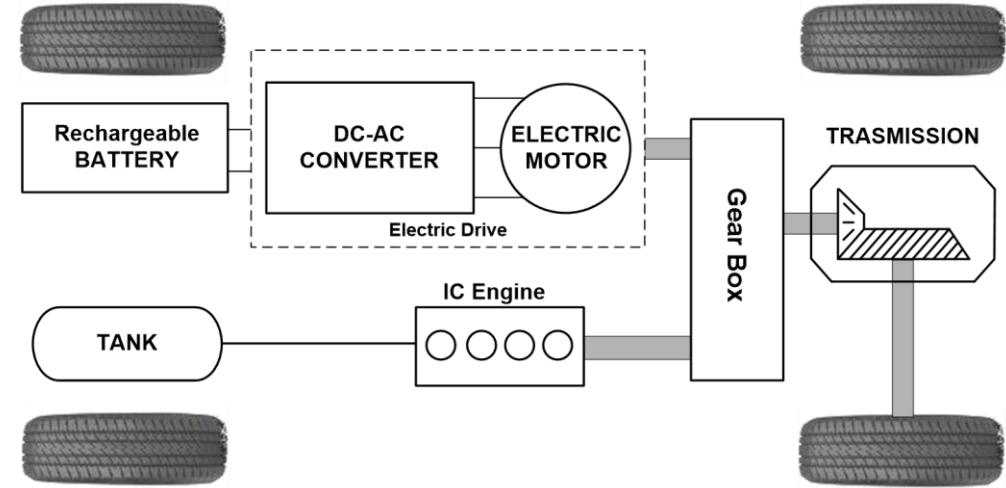 Rechargeable
BATTERY
DC-AC
CONVERTER
ELECTRIC
MOTOR
Electric Drive
TRASMISSION
Gear Box
IC Engine
TANK